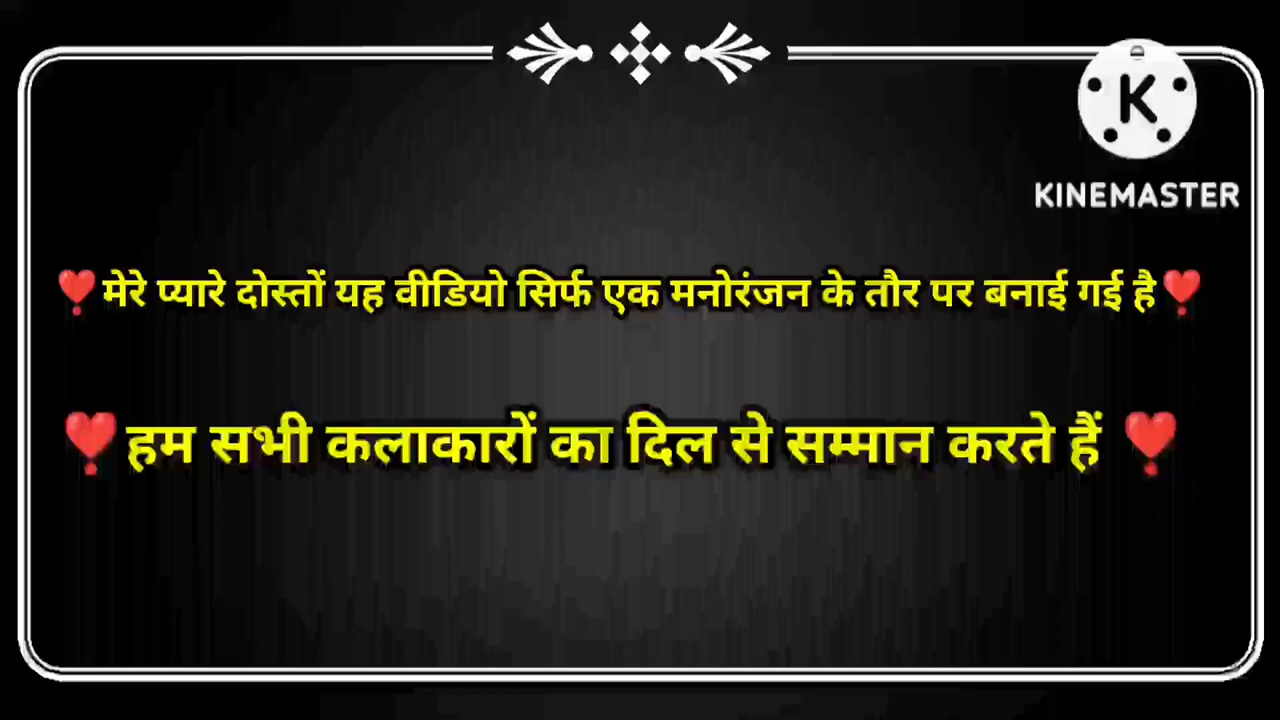 K
KINEMASTER
❣️मेरे प्यारे दोस्तों यह वीडियो सिर्फ एक मनोरंजन के तौर पर बनाई गई है❣️
❣️हम सभी कलाकारों का दिल से सम्मान करते हैं ❣️